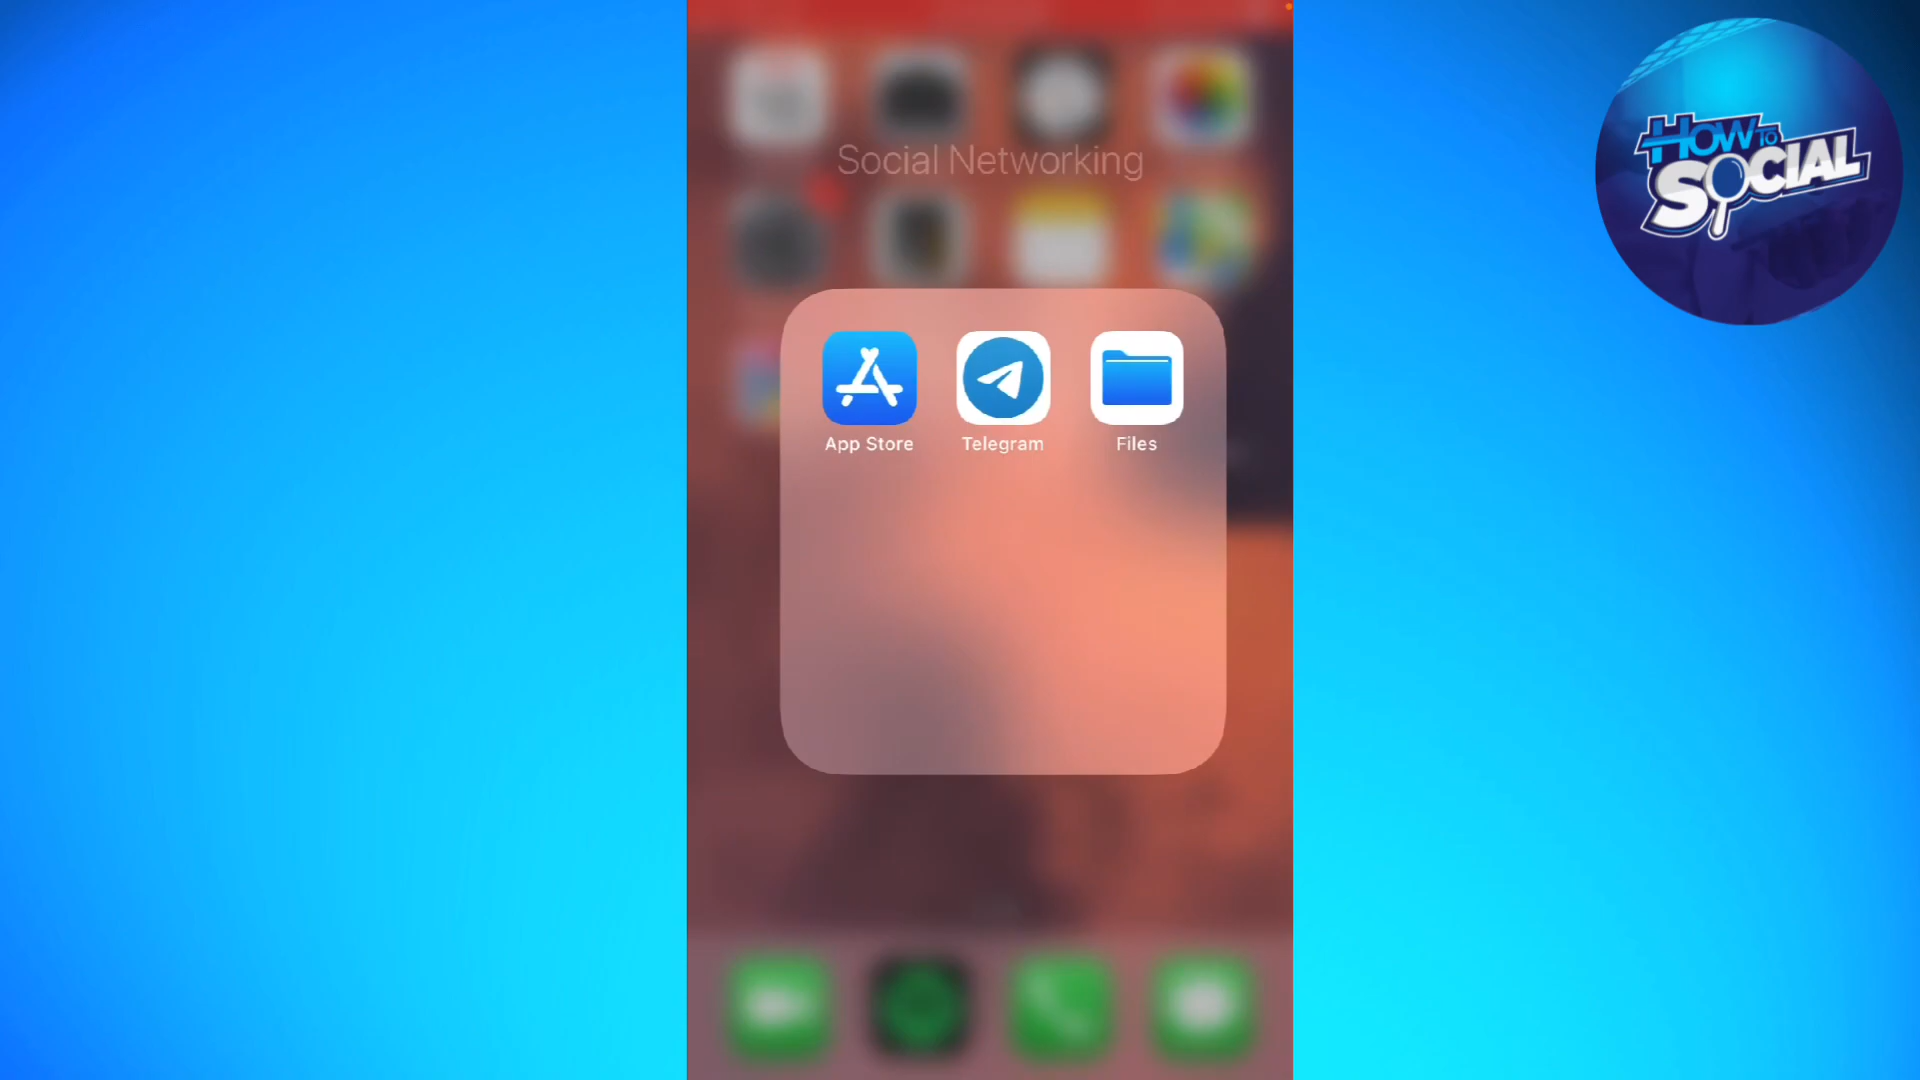 HOW TO
SOCIAL
Social Networking
App Store
Telegram
Files